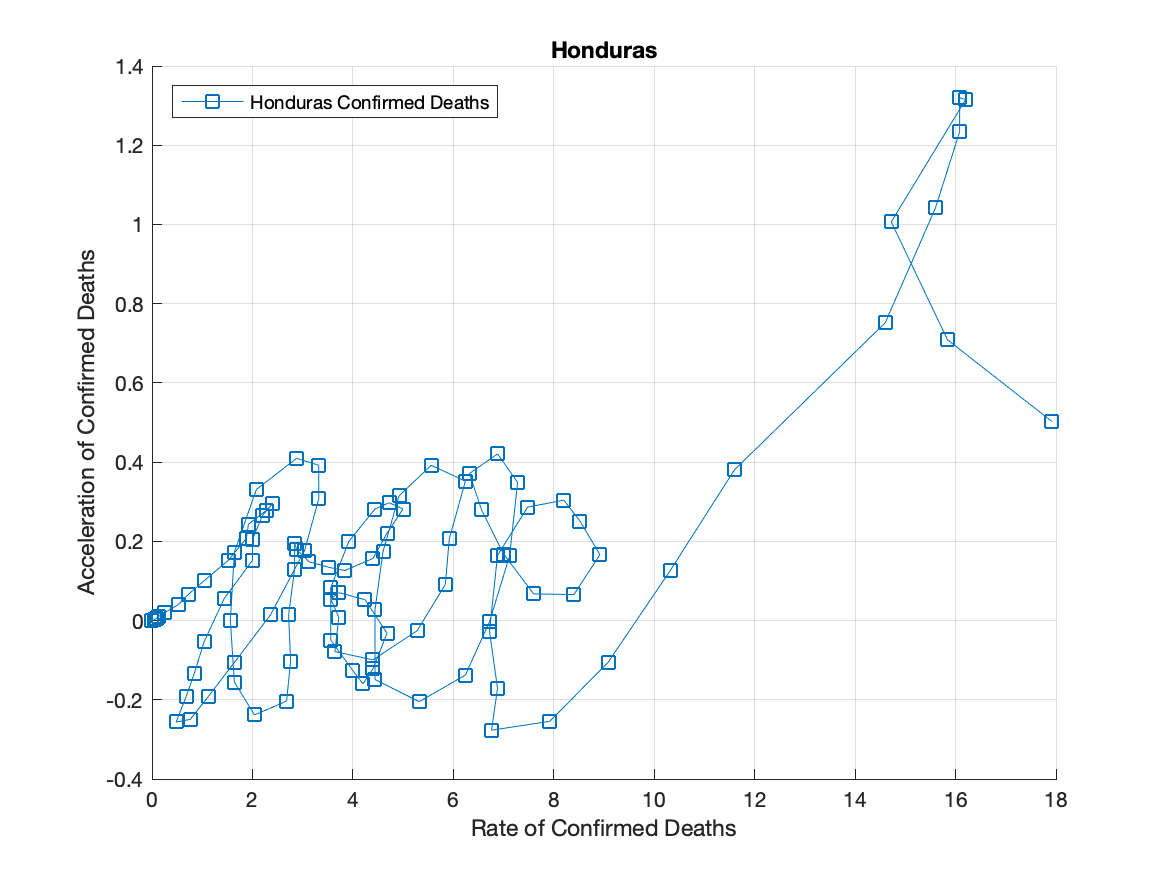 Honduras
Honduras Confirmed Deaths
Acceleration of Confirmed Deaths
1.4
1.2
1
0.8
0.6
0.4
0.2
0
-0.2
-0.4
0 2 4 6 8 10 12 14 16 18
Rate of Confirmed Deaths